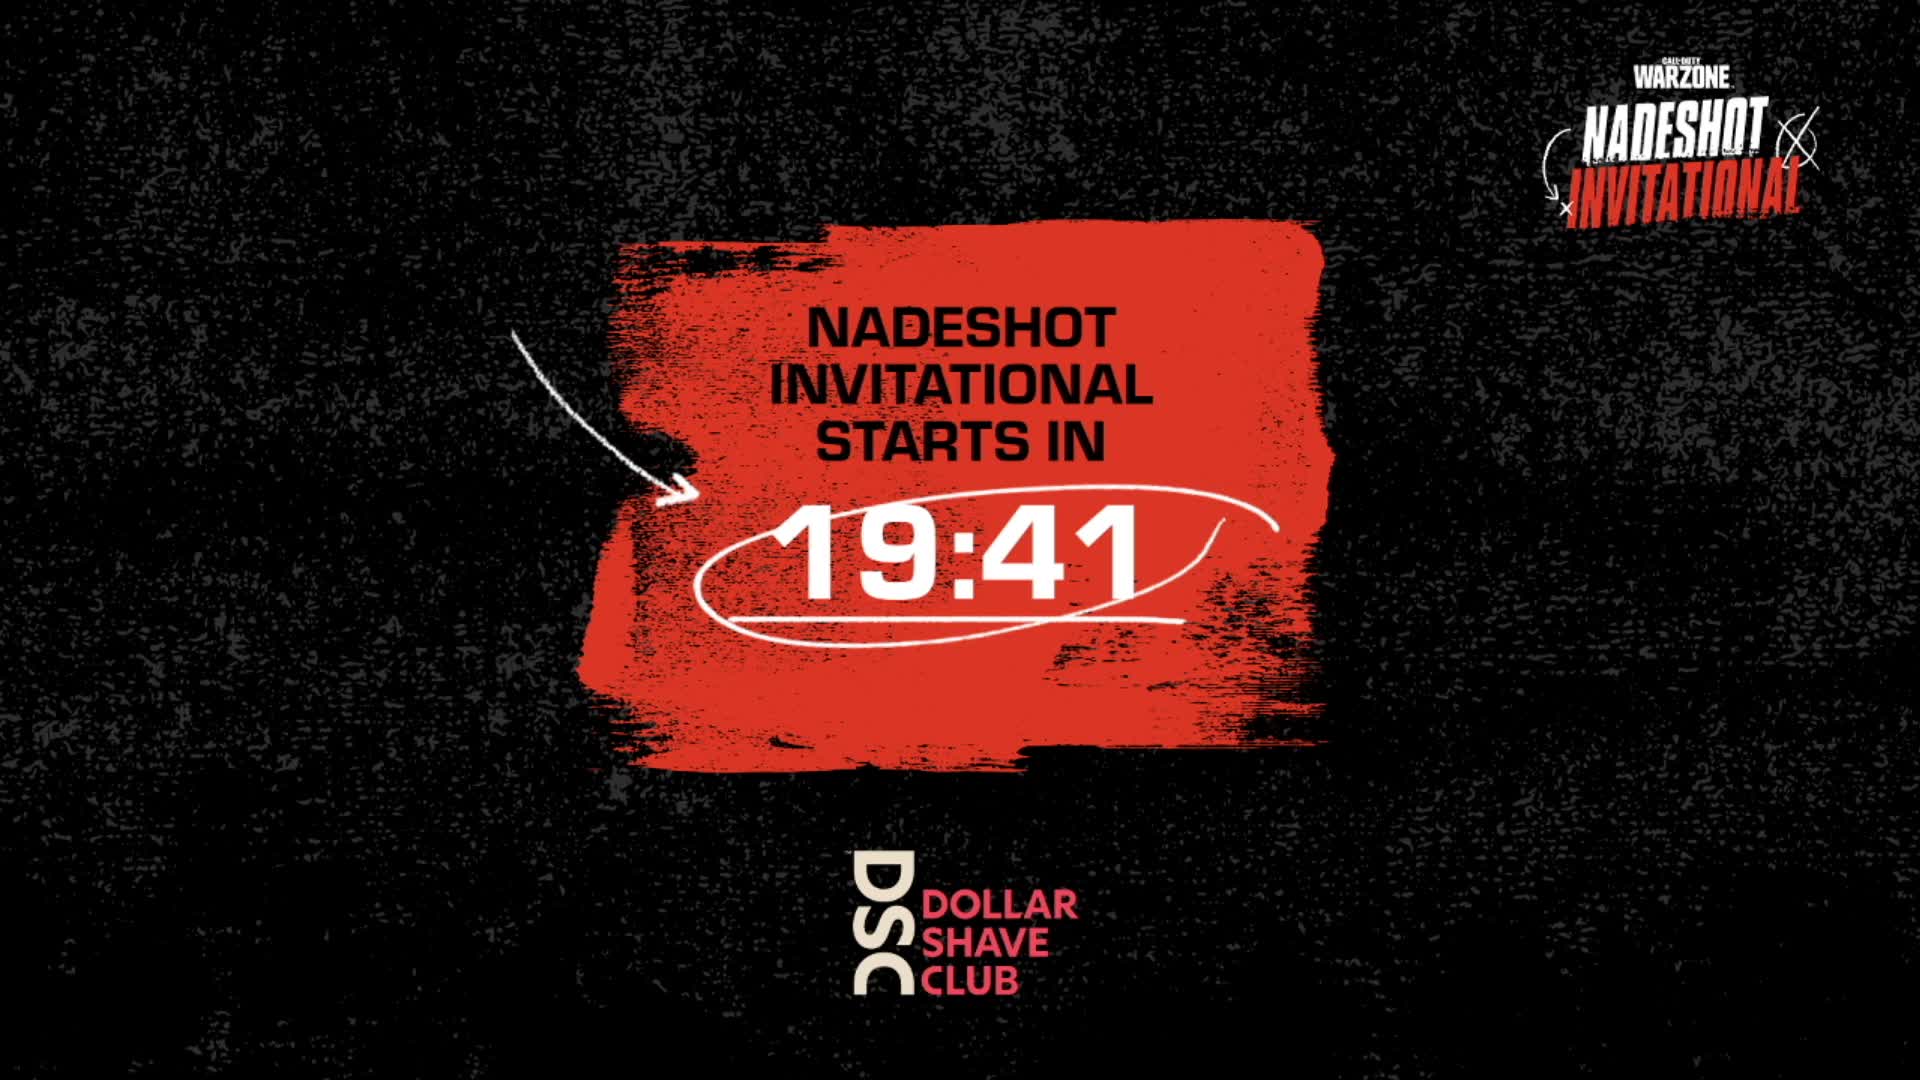 CALL OF DUTY
WARZONE
NADESHOT
INVITATIONAL
NADESHOT
INVITATIONAL
STARTS IN
19:41
DSC
DOLLAR
SHAVE
CLUB